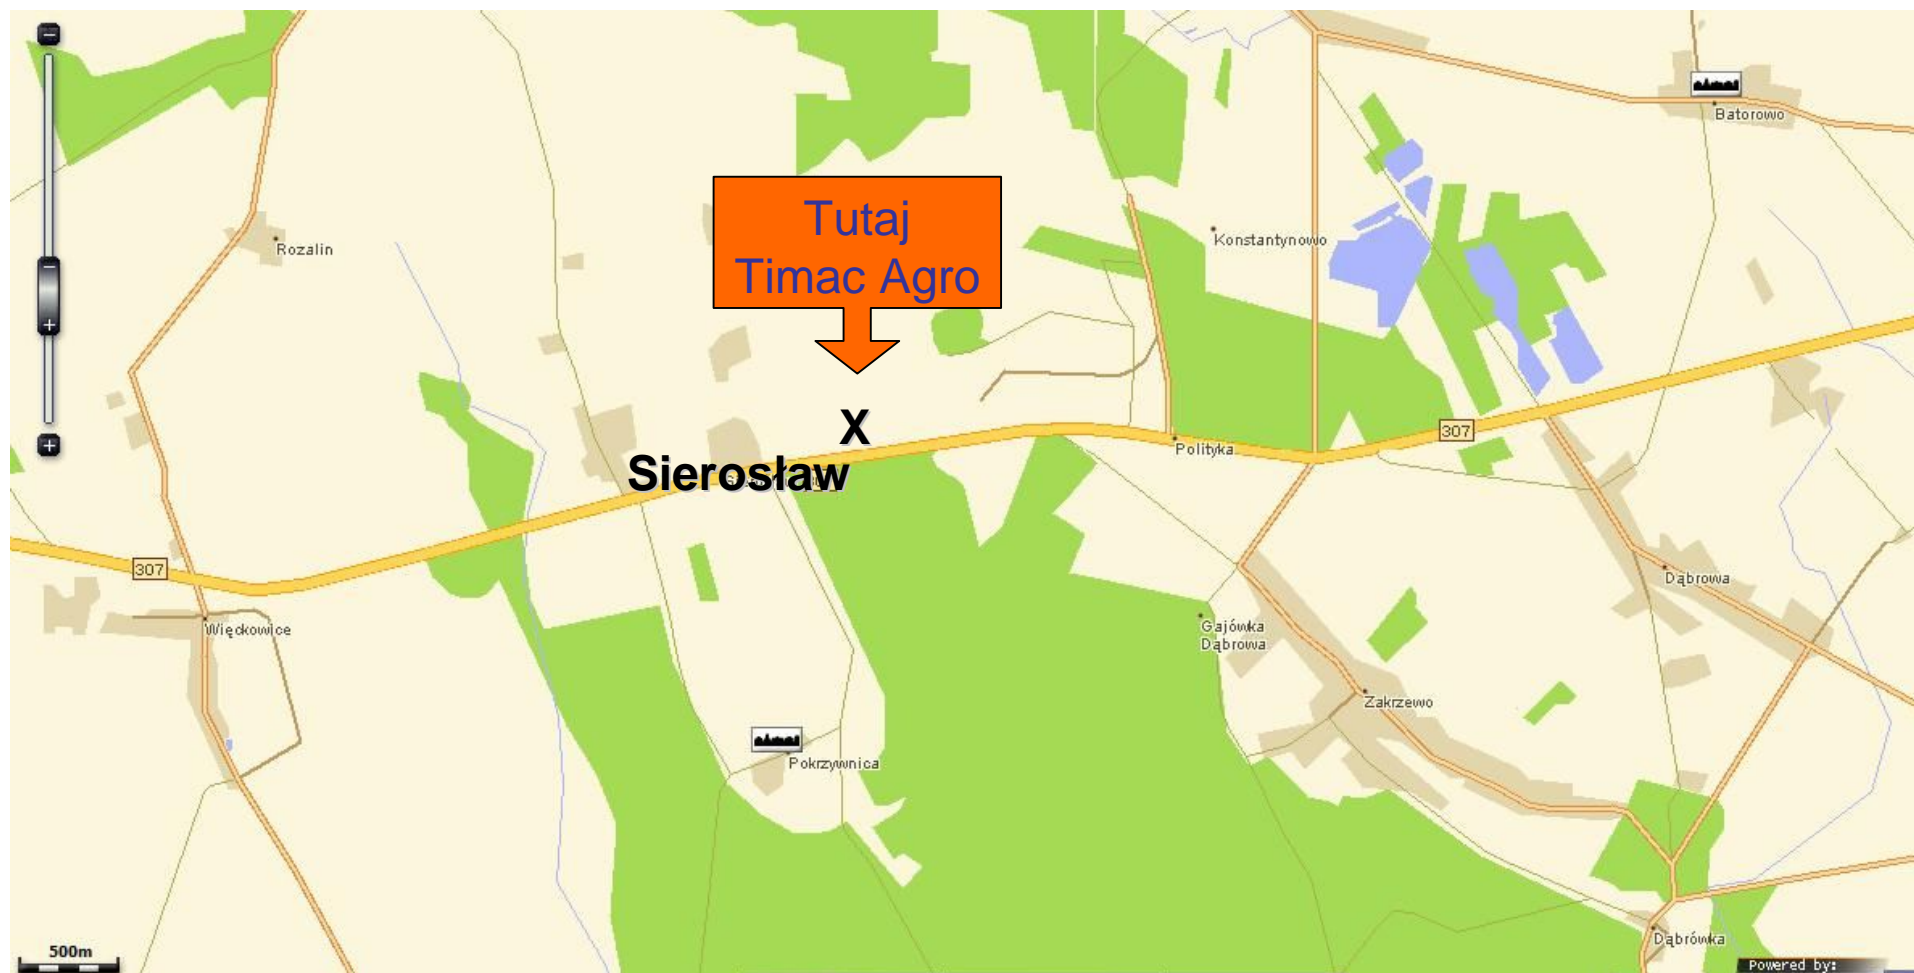 Batorowo
Tutaj
Timac Agro
Konstantynowo
Rozalin
X
307
Polityka
Sierosław
307
Dąbrowa
Więckowice
Gajówka
Dąbrowa
Zakrzewo
Pokrzywnica
Dąbrówka
500m
Powered by: